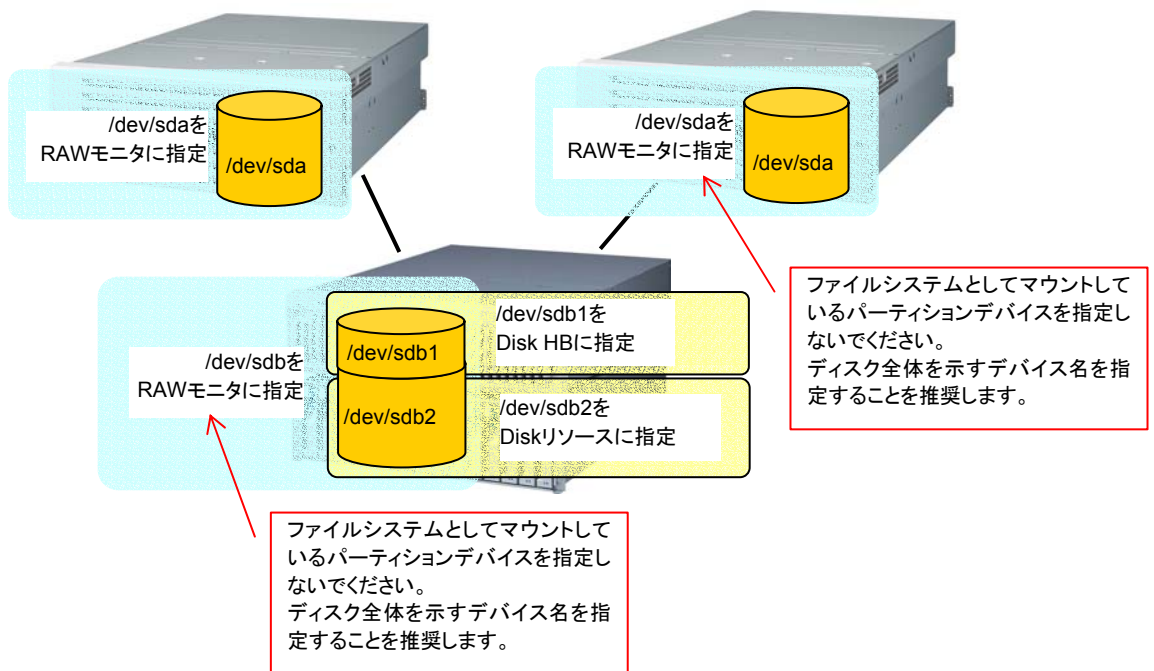 /dev/sdaを
RAWモニタに指定
/dev/sda
/dev/sdaを
RAWモニタに指定
/dev/sda
ファイルシステムとしてマウントして
いるパーティションデバイスを指定し
ないでください。
ディスク全体を示すデバイス名を指
定することを推奨します。
/dev/sdbを
RAWモニタに指定
/dev/sdb1
/dev/sdb2
/dev/sdb1を
Disk HBに指定
/dev/sdb2を
Diskリソースに指定
ファイルシステムとしてマウントして
いるパーティションデバイスを指定し
ないでください。
ディスク全体を示すデバイス名を指
定することを推奨します。